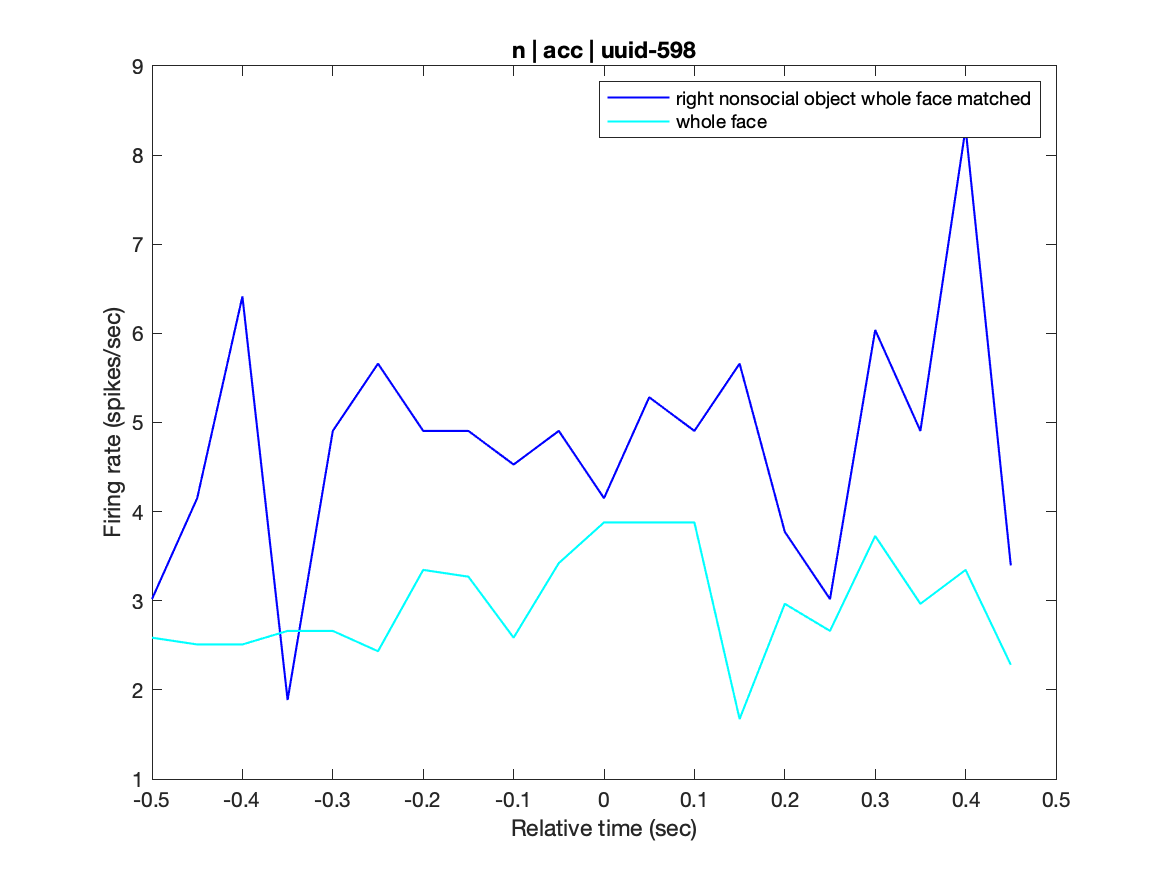 n | acc | uuid-598
right nonsocial object whole face matched
whole face
9
8
7
6
5
4
3
2
1
Firing rate (spikes/sec)
-0.5 -0.4 -0.3 -0.2 -0.1 0 0.1 0.2 0.3 0.4 0.5
Relative time (sec)